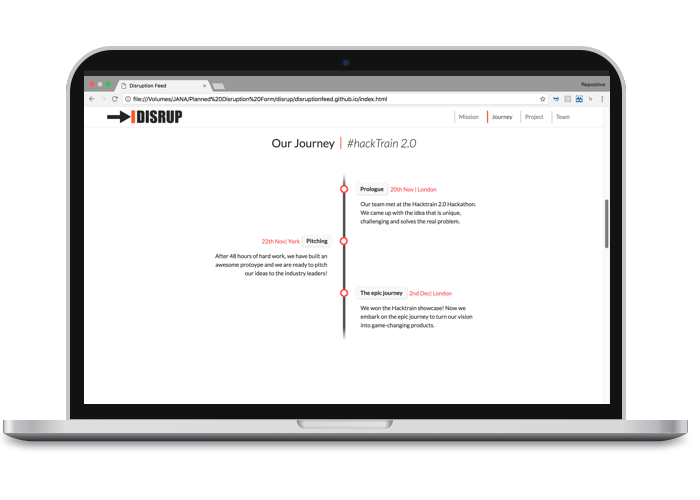 Disruption Feed
Repositive
file:///Volumes/JANA/Planned%20Disruption%20Form/disrup/disruptionfeed.github.io/index.html
DISRUP
Mission
Journey
Project
Team
Our Journey | #hackTrain 2.0
Prologue 20th Nov | London
Our team met at the Hacktrain 2.0 Hackathon.
We came up with the idea that is unique,
challenging and solves the real problem.
22th Nov| York Pitching
After 48 hours of hard work, we have built an
awesome protoype and we are ready to pitch
our ideas to the industry leaders!
The epic journey 2nd Dec| London
We won the Hacktrain showcase! Now we
embark on the epic journey to turn our vision
into game-changing products.